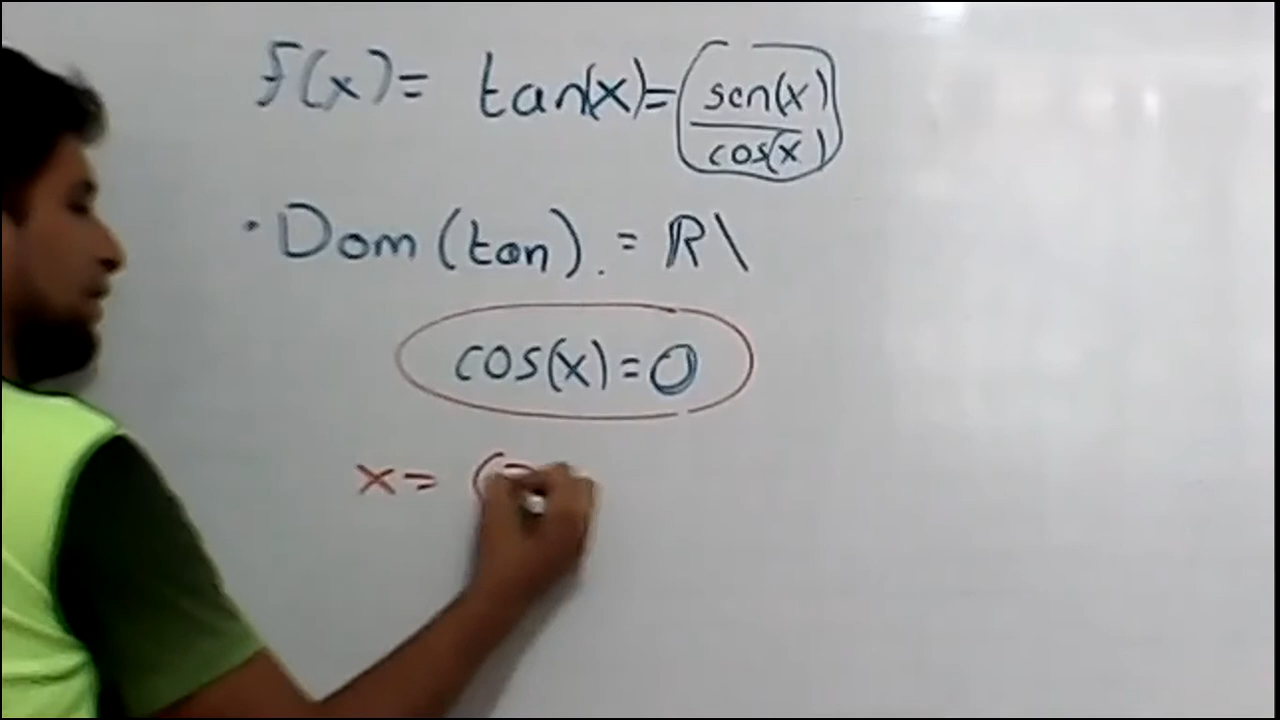 f(x) = tan(x) = sen(x)/cos(x)
· Dom (tan). = ℝ \
cos(x) = 0
x = (